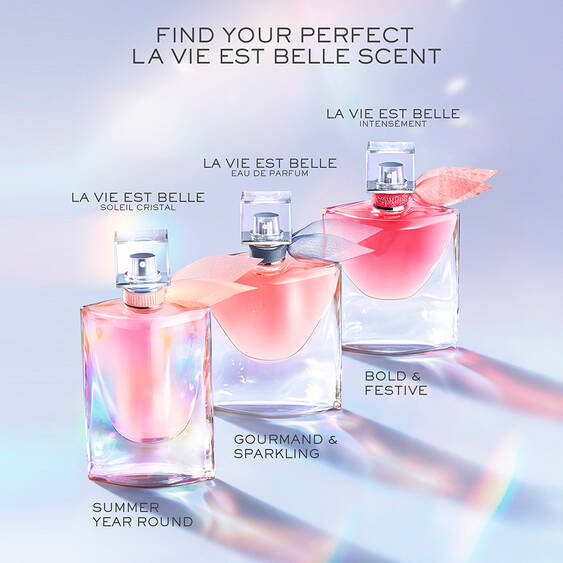 FIND YOUR PERFECT
LA VIE EST BELLE SCENT
LA VIE EST BELLE
INTENSÉMENT
LA VIE EST BELLE
EAU DE PARFUM
LA VIE EST BELLE
SOLEIL CRISTAL
BOLD &
FESTIVE
GOURMAND &
SPARKLING
SUMMER
YEAR ROUND